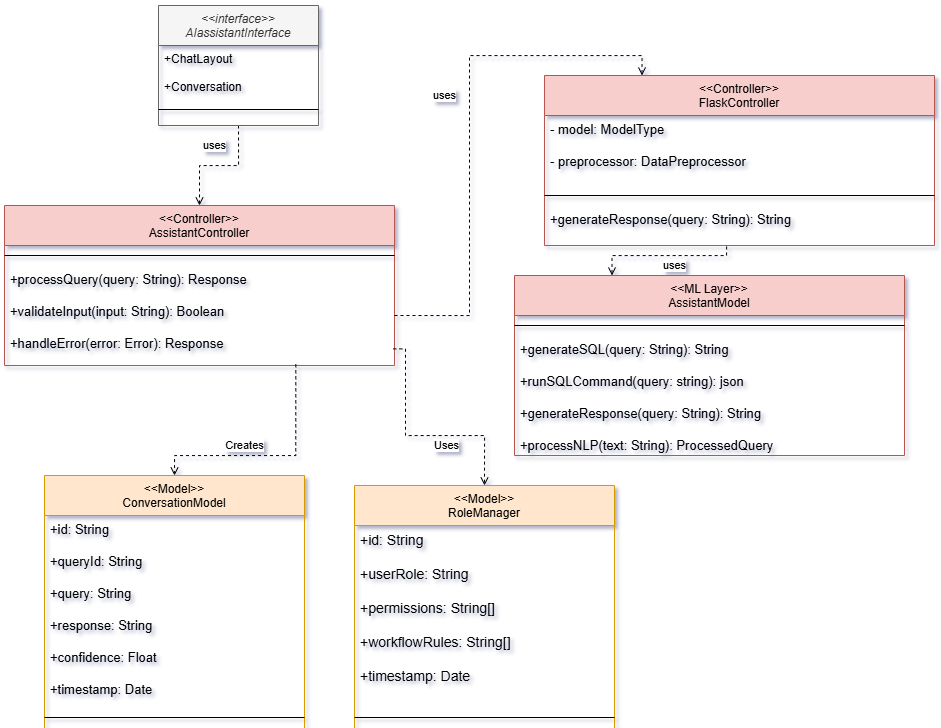 <<interface>>
AIassistantInterface
+ChatLayout
+Conversation
uses
<<Controller>>
AssistantController
+processQuery(query: String): Response
+validateInput(input: String): Boolean
+handleError(error: Error): Response
uses
<<Controller>>
FlaskController
- model: ModelType
- preprocessor: DataPreprocessor
+generateResponse(query: String): String
uses
<<ML Layer>>
AssistantModel
+generateSQL(query: String): String
+runSQLCommand(query: string): json
+generateResponse(query: String): String
+processNLP(text: String): ProcessedQuery
Creates
<<Model>>
ConversationModel
+id: String
+queryId: String
+query: String
+response: String
+confidence: Float
+timestamp: Date
Uses
<<Model>>
RoleManager
+id: String
+userRole: String
+permissions: String[]
+workflowRules: String[]
+timestamp: Date